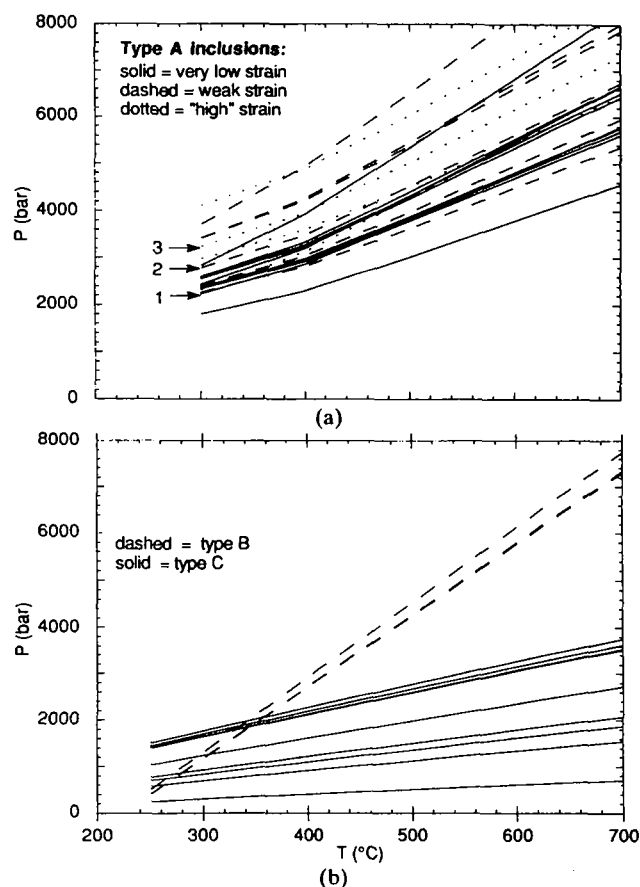 8000
Type A inclusions:
solid = very low strain
dashed = weak strain
dotted = "high" strain
6000
P (bar)
4000
3
2
1
2000
0
(a)
8000
dashed = type B
solid = type C
6000
P (bar)
4000
2000
0
200 300 400 500 600 700
T (°C)
(b)